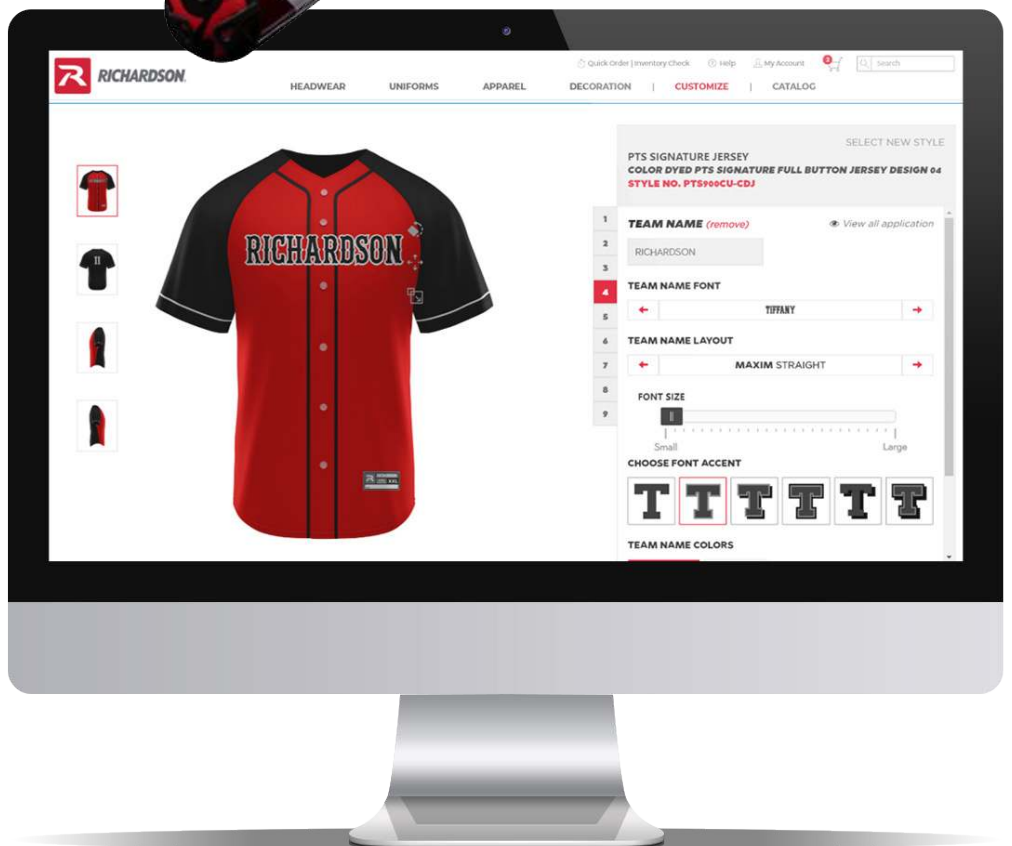 RICHARDSON
Quick Order | Inventory Check Help My Account 3 Search
HEADWEAR UNIFORMS APPAREL DECORATION | CUSTOMIZE | CATALOG
SELECT NEW STYLE
PTS SIGNATURE JERSEY
COLOR DYED PTS SIGNATURE FULL BUTTON JERSEY DESIGN 04
STYLE NO. PTS900CU-CDJ
1
2
3
4
5
6
7
8
9
TEAM NAME (remove) View all application
RICHARDSON
TEAM NAME FONT
TIFFANY
TEAM NAME LAYOUT
MAXIM STRAIGHT
FONT SIZE
Small Large
CHOOSE FONT ACCENT
T T T T T T
TEAM NAME COLORS
RICHARDSON
11